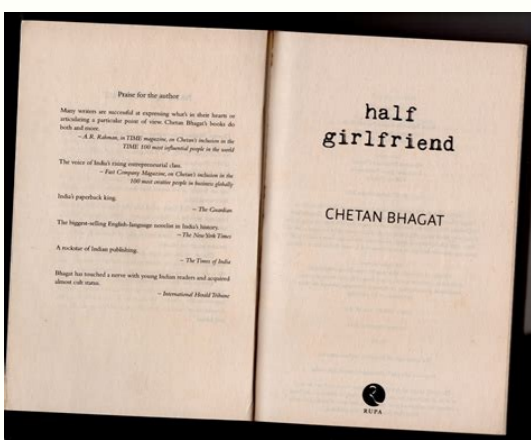 Praise for the author
Many writers are successful at expressing what's in their hearts or
articulating a particular point of view. Chetan Bhagat's books do
both and more.
– A.R. Rahman, in TIME magazine, on Chetan's inclusion in the
TIME 100 most influential people in the world
The voice of India's rising entrepreneurial class.
– Fast Company Magazine, on Chetan's inclusion in the
100 most creative people in business globally
India's paperback king.
– The Guardian
The biggest-selling English-language novelist in India's history.
– The New York Times
A rockstar of Indian publishing.
– The Times of India
Bhagat has touched a nerve with young Indian readers and acquired
almost cult status.
– International Herald Tribune
half
girlfriend
CHETAN BHAGAT
RUPA